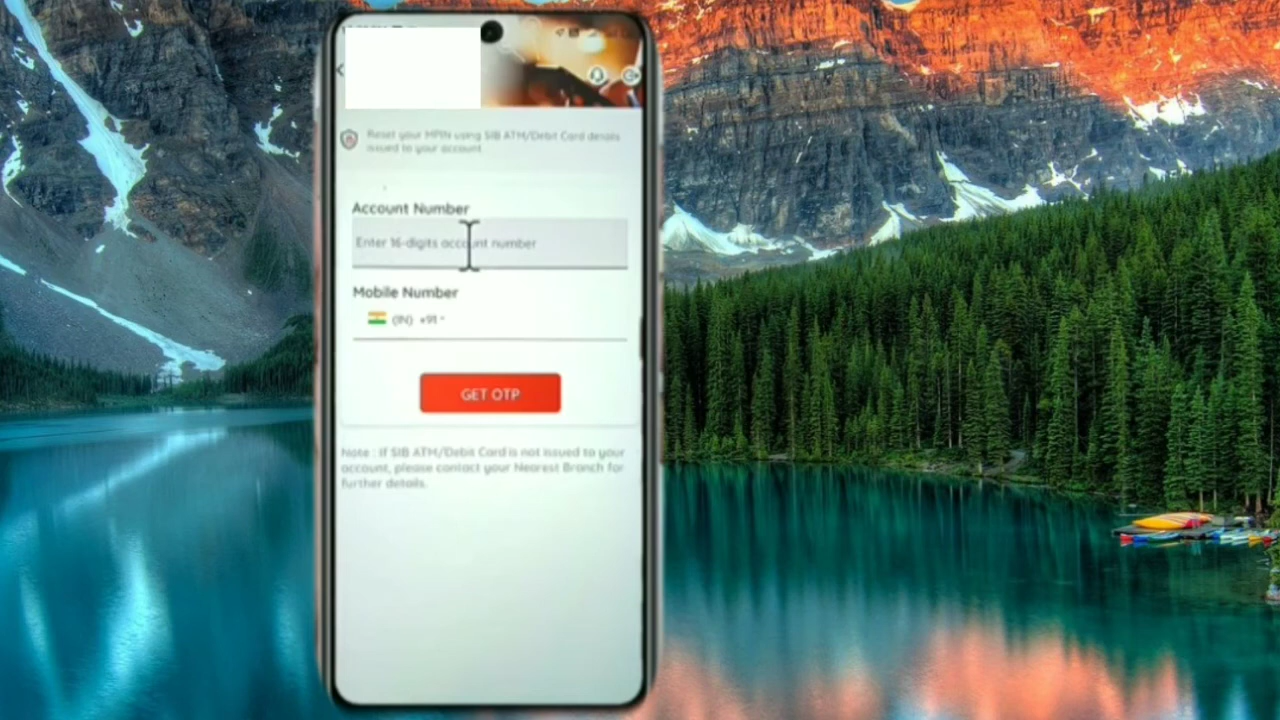 Reset your MPIN using SIB ATM/Debit Card details
issued to your account
Account Number
Enter 16-digits account number
Mobile Number
(IN) +91
GET OTP
Note : If SIB ATM/Debit Card is not issued to your
account, please contact your Nearest Branch for
further details.